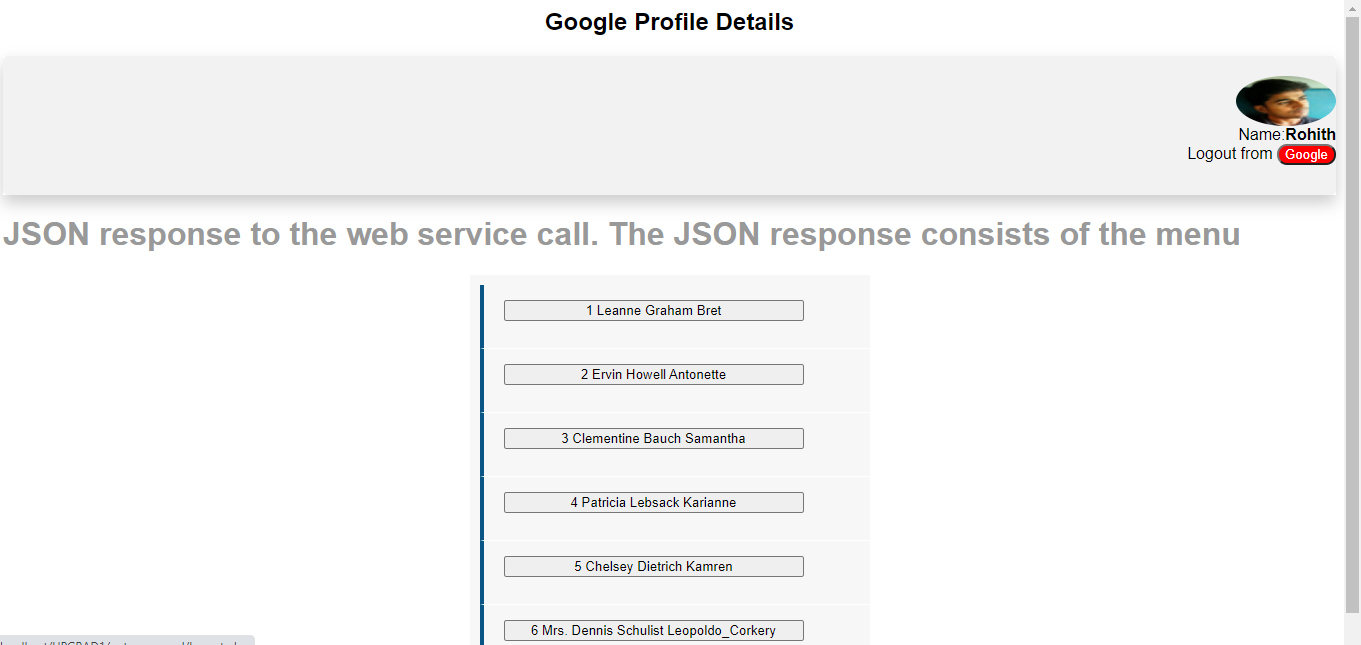 Google Profile Details
Name:Rohith
Logout from Google
JSON response to the web service call. The JSON response consists of the menu
1 Leanne Graham Bret
2 Ervin Howell Antonette
3 Clementine Bauch Samantha
4 Patricia Lebsack Karianne
5 Chelsey Dietrich Kamren
6 Mrs. Dennis Schulist Leopoldo_Corkery